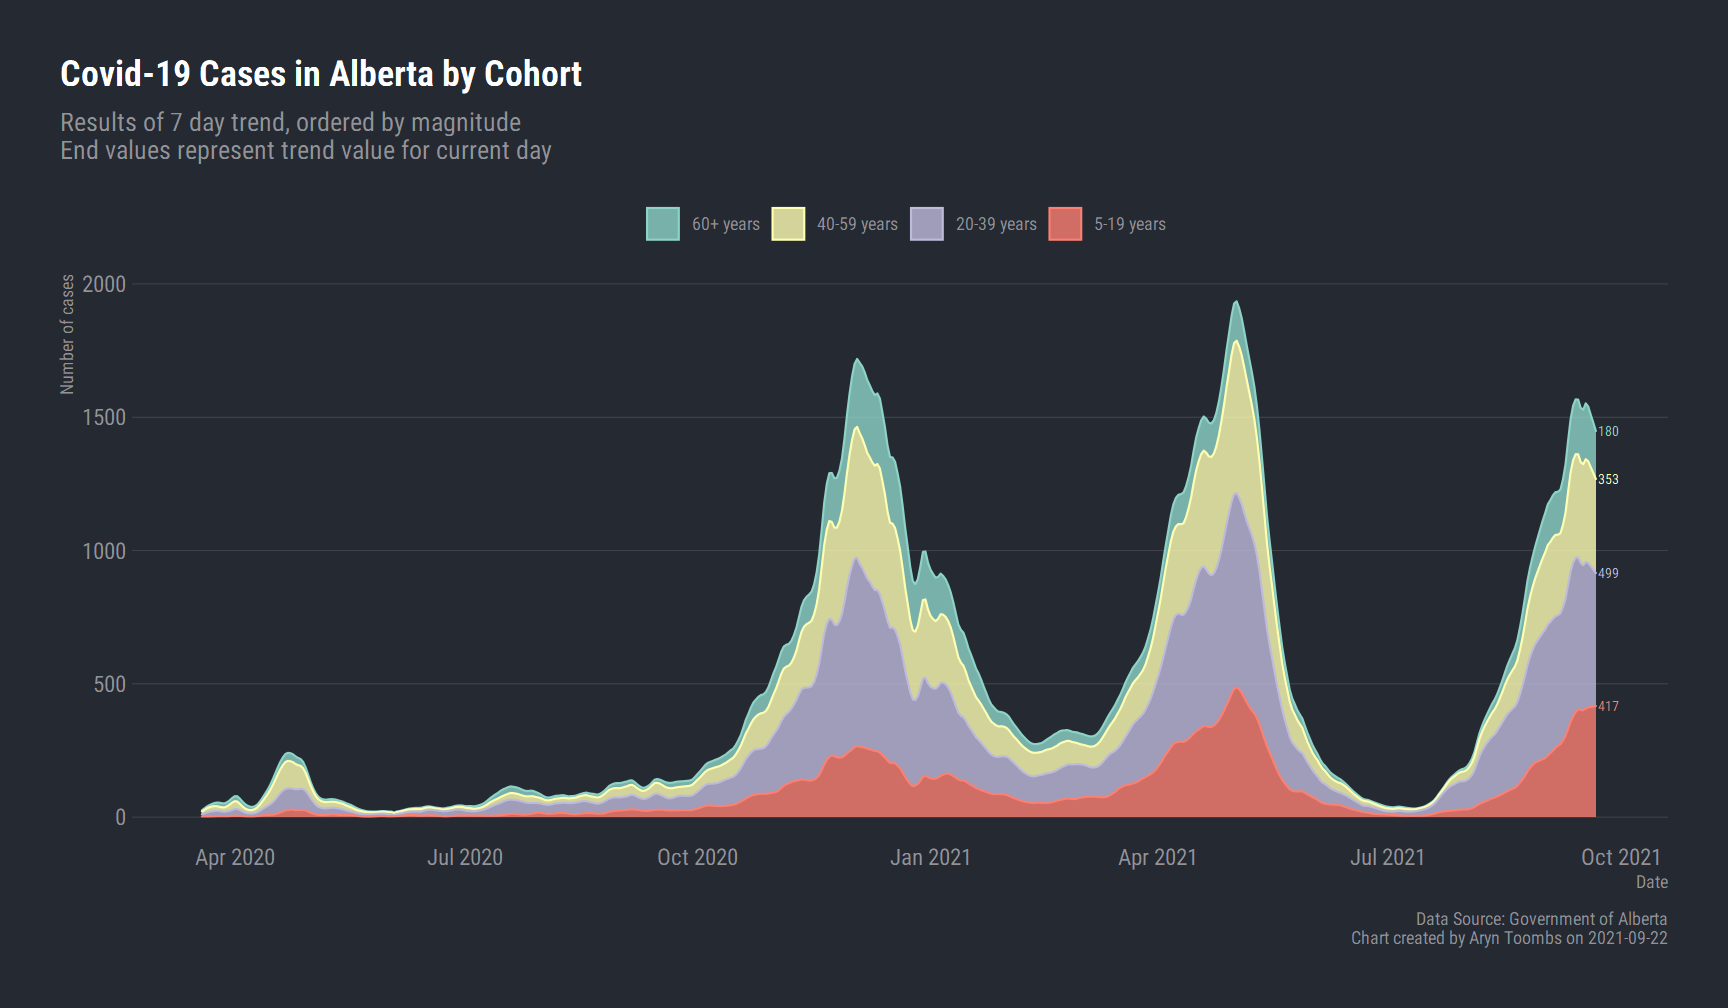 Covid-19 Cases in Alberta by Cohort
Results of 7 day trend, ordered by magnitude
End values represent trend value for current day
60+ years 40-59 years 20-39 years 5-19 years
Number of cases
2000
1500
1000
500
0
180
353
499
417
Apr 2020 Jul 2020 Oct 2020 Jan 2021 Apr 2021 Jul 2021 Oct 2021
Date
Data Source: Government of Alberta
Chart created by Aryn Toombs on 2021-09-22